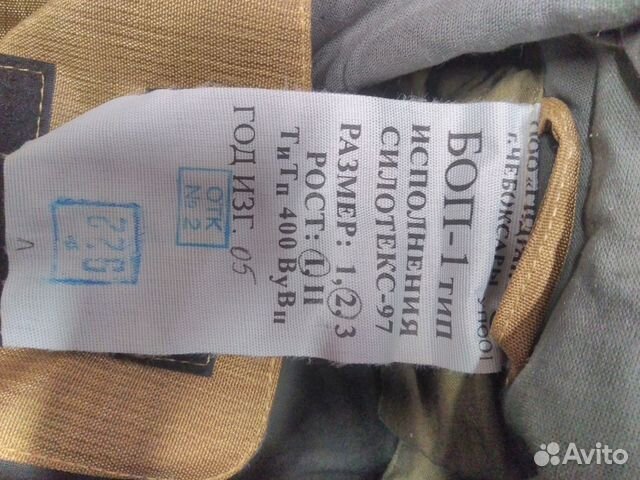 г.ЧЕБОКСАРЫ
БОП-1 ТИП
ИСПОЛНЕНИЯ
СИЛОТЕКС-97
РАЗМЕР: 1,2,3
РОСТ: I, II
ТиТп 400 ВуВп
ГОД ИЗГ. 05
ОТК
№ 2
Avito